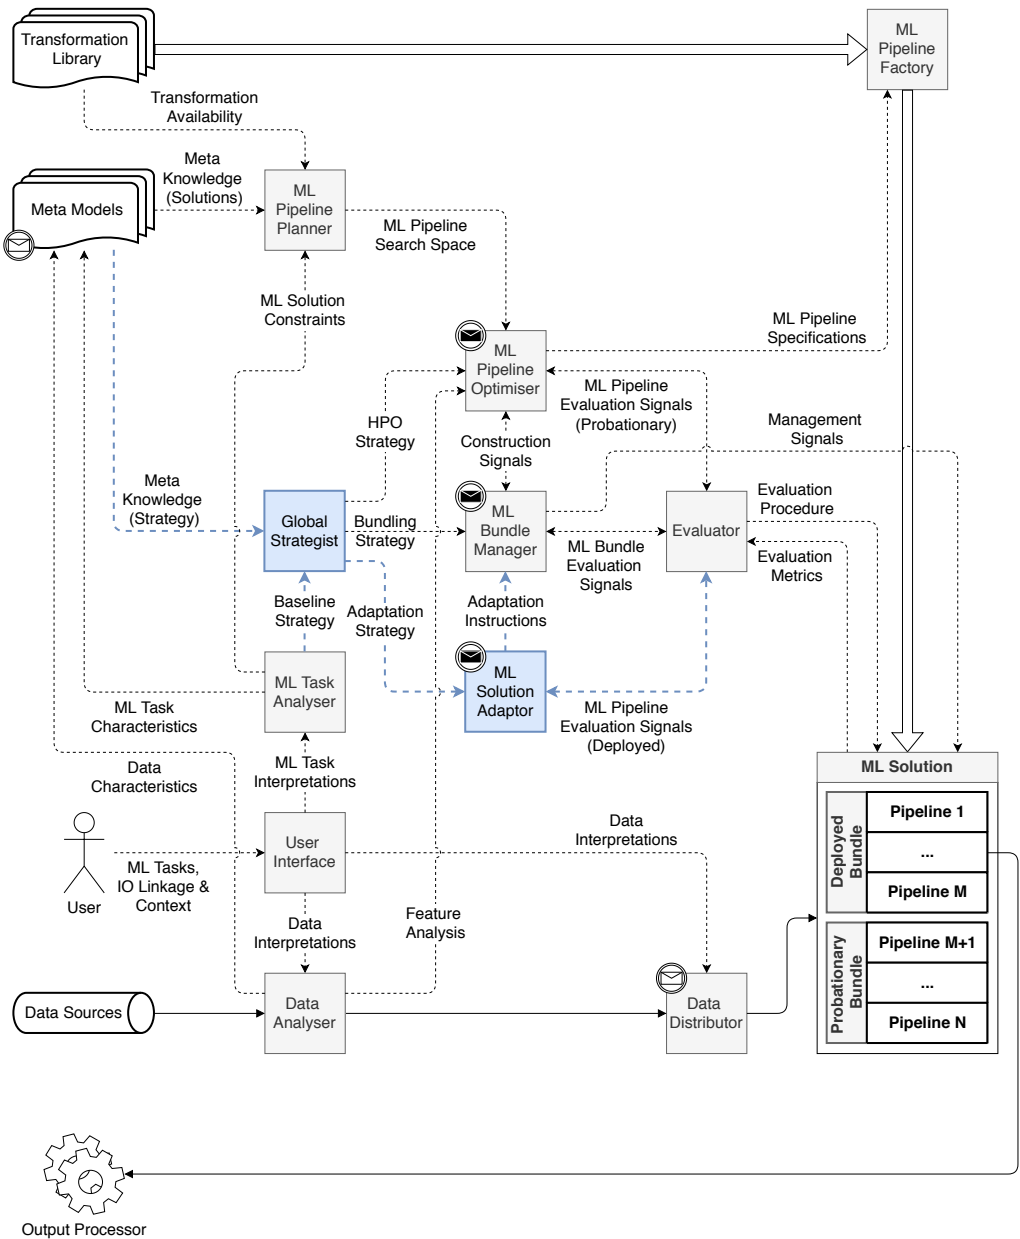 Transformation
Library
ML
Pipeline
Factory
Transformation
Availability
Meta
Knowledge
(Solutions)
Meta Models
ML
Pipeline
Planner
ML Pipeline
Search Space
ML Solution
Constraints
ML Pipeline
Specifications
ML
Pipeline
Optimiser
ML Pipeline
Evaluation Signals
(Probationary)
HPO
Strategy
Construction
Signals
Management
Signals
Meta
Knowledge
(Strategy)
Global
Strategist
Bundling
Strategy
ML
Bundle
Manager
ML Bundle
Evaluation
Signals
Evaluator
Evaluation
Procedure
Evaluation
Metrics
Baseline
Strategy
Adaptation
Strategy
Adaptation
Instructions
ML Task
Analyser
ML
Solution
Adaptor
ML Pipeline
Evaluation Signals
(Deployed)
ML Task
Characteristics
Data
Characteristics
ML Task
Interpretations
ML Solution
Deployed
Bundle
Pipeline 1
...
Pipeline M
Probationary
Bundle
Pipeline M+1
...
Pipeline N
User
ML Tasks,
IO Linkage &
Context
User
Interface
Data
Interpretations
Data
Interpretations
Feature
Analysis
Data Sources
Data
Analyser
Data
Distributor
Output Processor